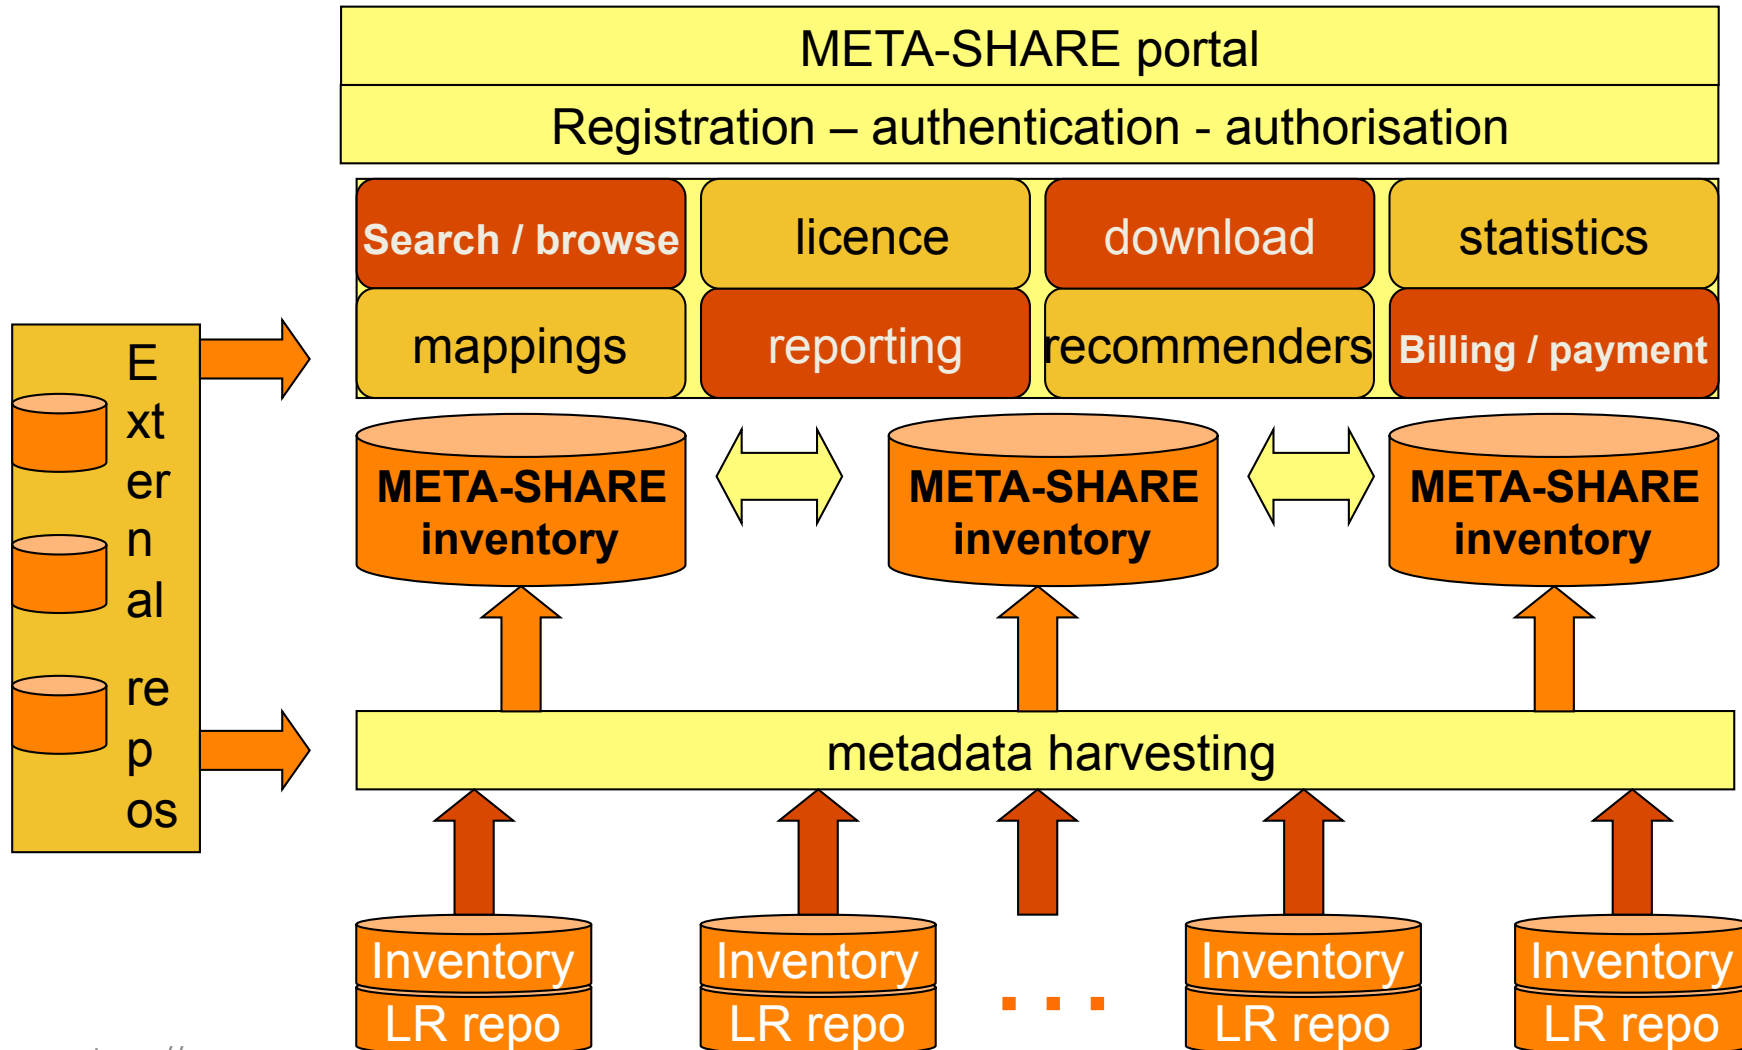 META-SHARE portal
Registration – authentication - authorisation
Search / browse
licence
download
statistics
mappings
reporting
recommenders
Billing / payment
E
xt
er
n
al
re
p
os
META-SHARE
inventory
META-SHARE
inventory
META-SHARE
inventory
metadata harvesting
Inventory
LR repo
Inventory
LR repo
. . .
Inventory
LR repo
Inventory
LR repo